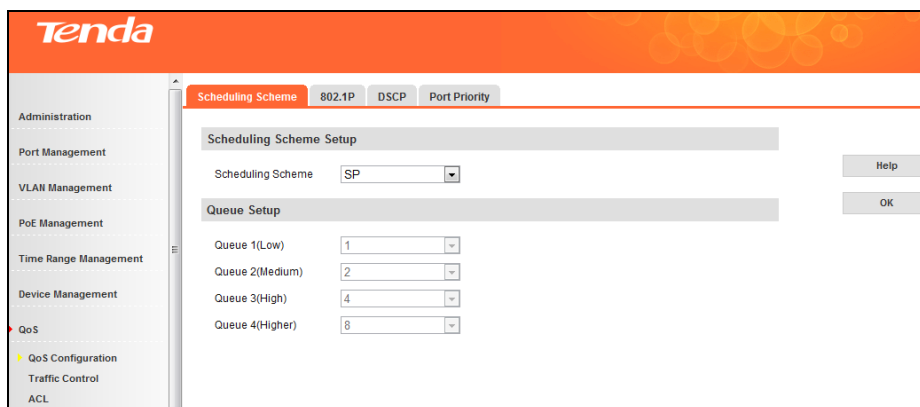 Tenda
Administration
Port Management
VLAN Management
PoE Management
Time Range Management
Device Management
QoS
QoS Configuration
Traffic Control
ACL
Scheduling Scheme 802.1P DSCP Port Priority
Scheduling Scheme Setup
Scheduling Scheme SP
Queue Setup
Queue 1(Low) 1
Queue 2(Medium) 2
Queue 3(High) 4
Queue 4(Higher) 8
Help
OK